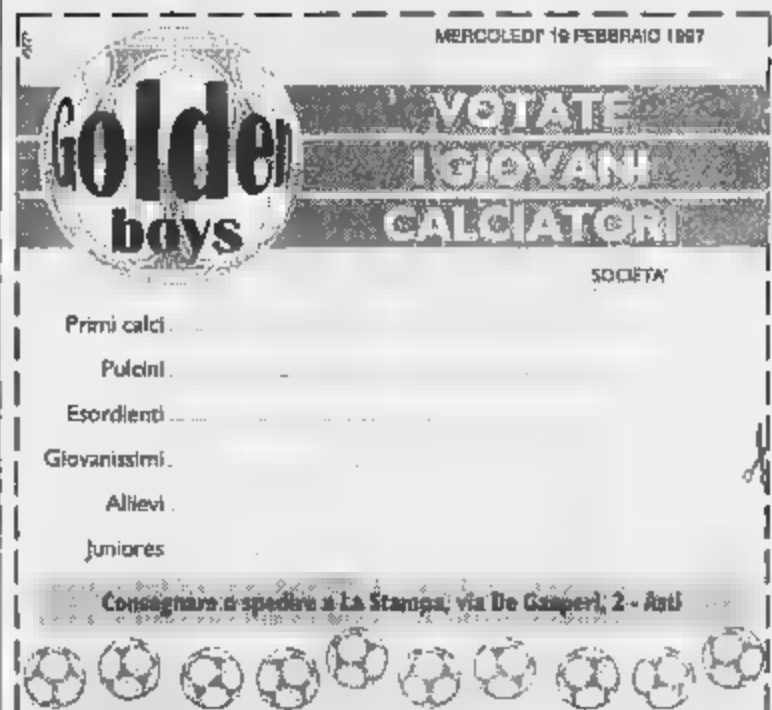 MERCOLEDI' 19 FEBBRAIO 1997
Golden
boys
VOTATE
I GIOVANI
CALCIATORI
SOCIETA'
Primi calci
Pulcini
Esordienti
Giovanissimi
Allievi
Juniores
Consegnare o spedire a La Stampa, via De Gasperi, 2 - Asti